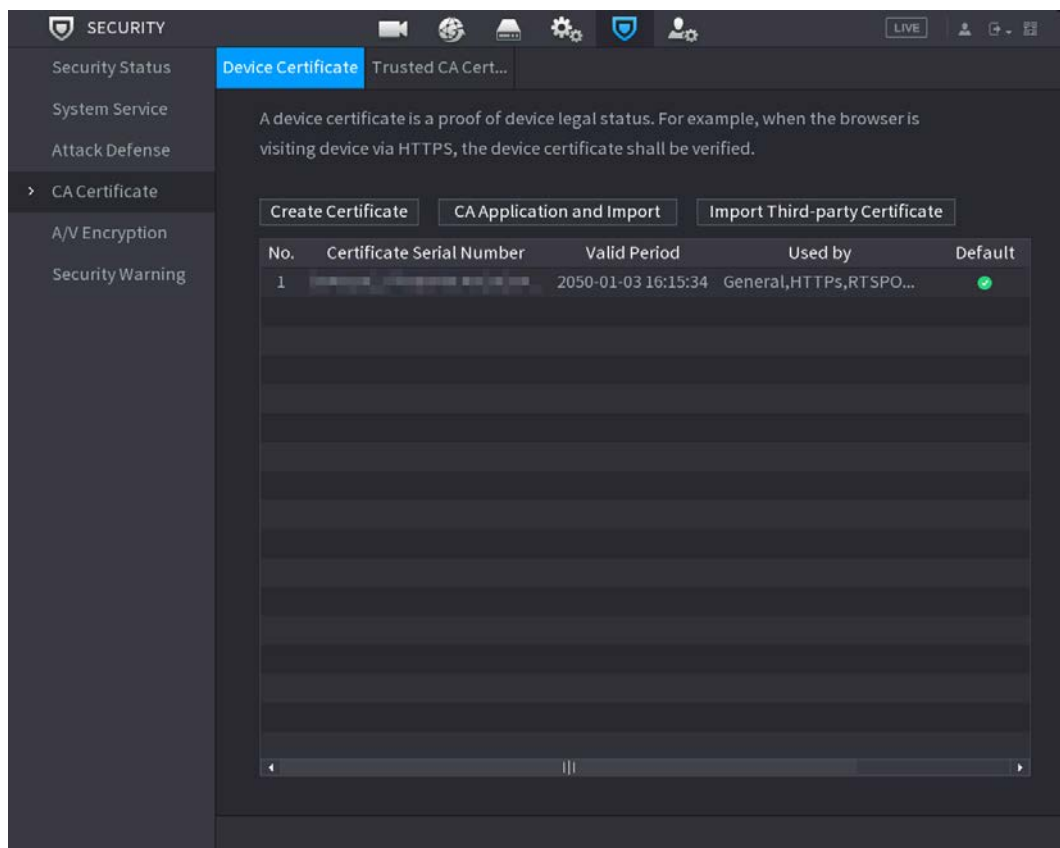 SECURITY
LIVE
Security Status
System Service
Attack Defense
CA Certificate
A/V Encryption
Security Warning
Device Certificate Trusted CA Cert...
A device certificate is a proof of device legal status. For example, when the browser is
visiting device via HTTPS, the device certificate shall be verified.
Create Certificate CA Application and Import Import Third-party Certificate
No. Certificate Serial Number Valid Period Used by Default
1 2050-01-03 16:15:34 General,HTTPs,RTSPO...